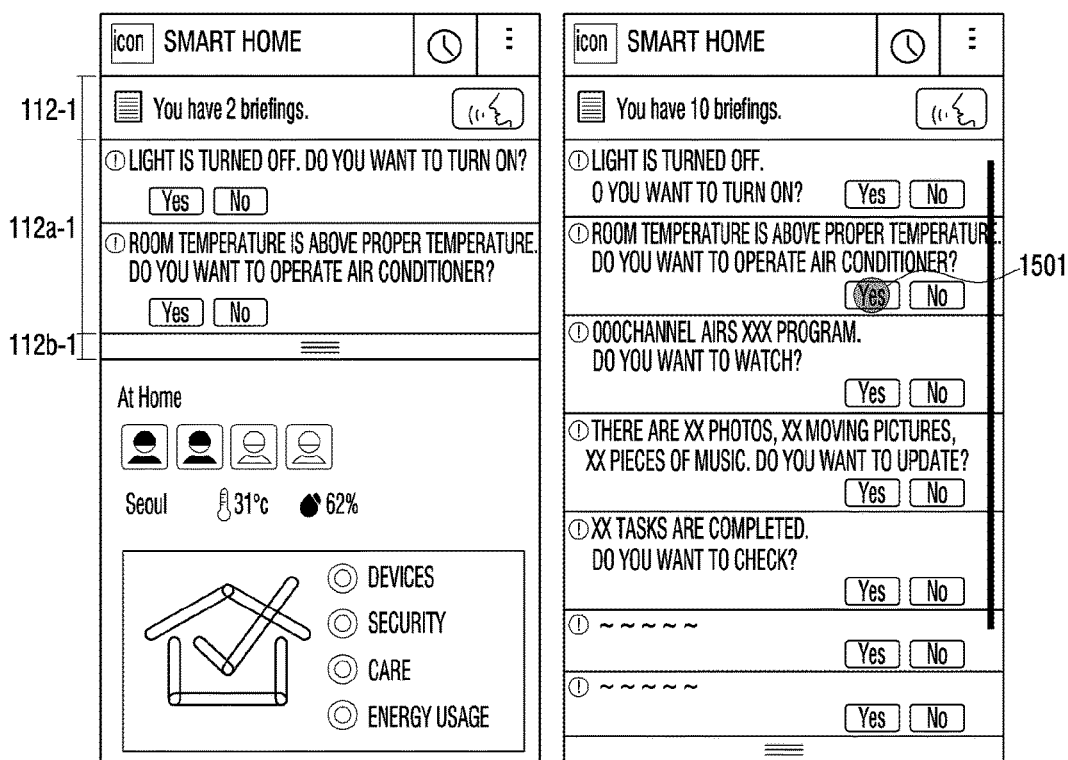 icon SMART HOME
112-1
You have 2 briefings.
LIGHT IS TURNED OFF. DO YOU WANT TO TURN ON?
Yes No
112a-1
ROOM TEMPERATURE IS ABOVE PROPER TEMPERATURE.
DO YOU WANT TO OPERATE AIR CONDITIONER?
Yes No
112b-1
At Home
Seoul 31°c 62%
DEVICES
SECURITY
CARE
ENERGY USAGE
icon SMART HOME
You have 10 briefings.
LIGHT IS TURNED OFF.
O YOU WANT TO TURN ON? Yes No
ROOM TEMPERATURE IS ABOVE PROPER TEMPERATURE.
DO YOU WANT TO OPERATE AIR CONDITIONER?
1501
Yes No
000CHANNEL AIRS XXX PROGRAM.
DO YOU WANT TO WATCH?
Yes No
THERE ARE XX PHOTOS, XX MOVING PICTURES,
XX PIECES OF MUSIC. DO YOU WANT TO UPDATE?
Yes No
XX TASKS ARE COMPLETED.
DO YOU WANT TO CHECK?
Yes No
~ ~ ~ ~ ~
Yes No
~ ~ ~ ~ ~
Yes No